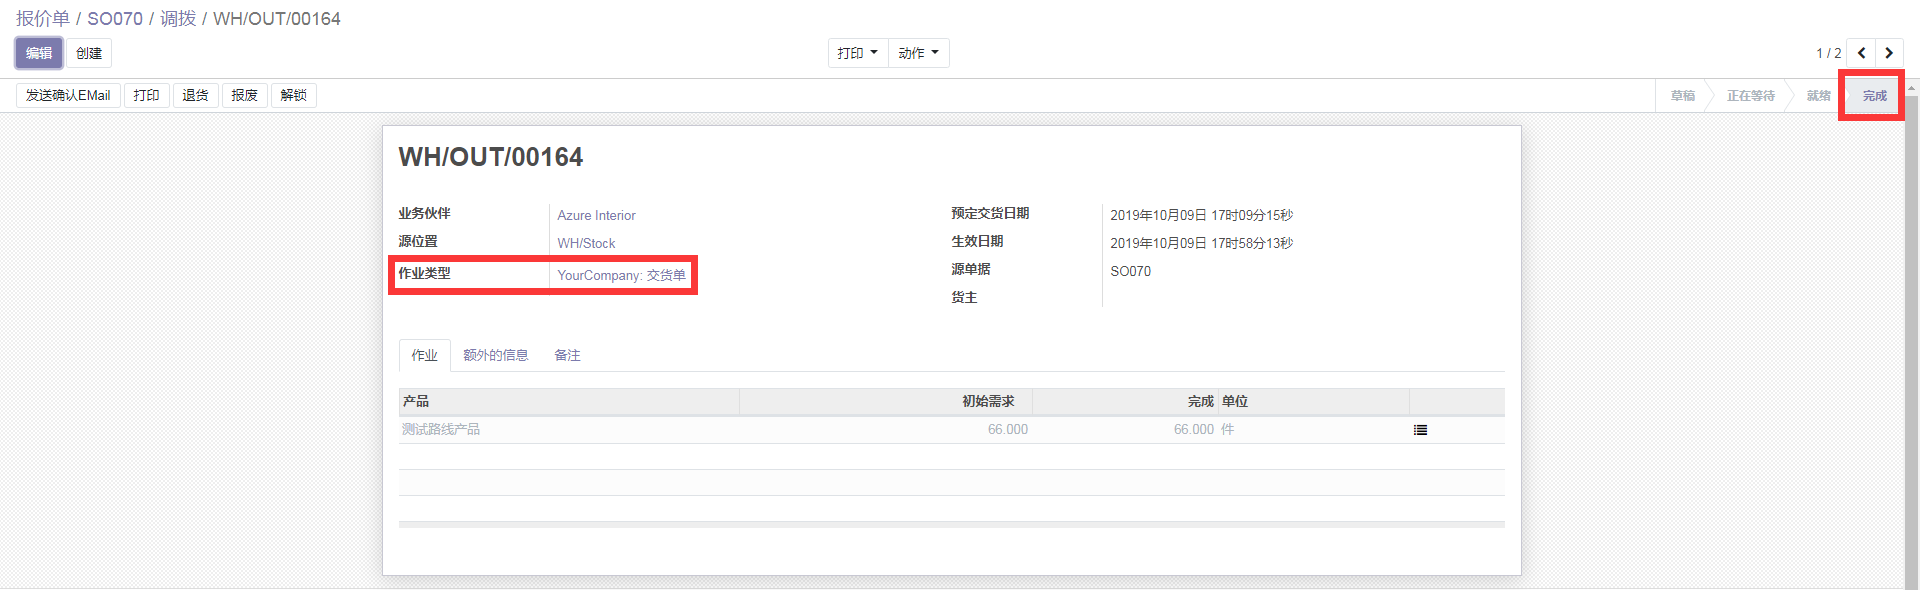 报价单 / SO070 / 调拨 / WH/OUT/00164
编辑 创建 打印 动作 1 / 2
发送确认EMail 打印 退货 报废 解锁 草稿 正在等待 就绪 完成
WH/OUT/00164
业务伙伴 Azure Interior 预定交货日期 2019年10月09日 17时09分15秒
源位置 WH/Stock 生效日期 2019年10月09日 17时58分13秒
作业类型 YourCompany: 交货单 源单据 SO070
货主
作业 额外的信息 备注
产品 初始需求 完成 单位
测试路线产品 66.000 66.000 件